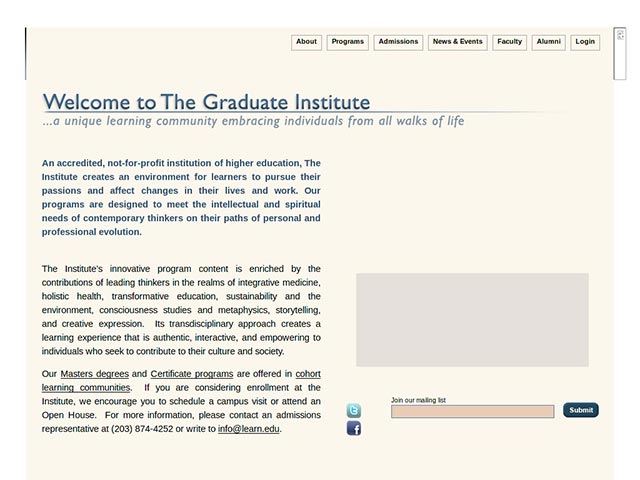 About Programs Admissions News & Events Faculty Alumni Login
Welcome to The Graduate Institute
...a unique learning community embracing individuals from all walks of life
An accredited, not-for-profit institution of higher education, The
Institute creates an environment for learners to pursue their
passions and affect changes in their lives and work. Our
programs are designed to meet the intellectual and spiritual
needs of contemporary thinkers on their paths of personal and
professional evolution.
The Institute's innovative program content is enriched by the
contributions of leading thinkers in the realms of integrative medicine,
holistic health, transformative education, sustainability and the
environment, consciousness studies and metaphysics, storytelling,
and creative expression. Its transdisciplinary approach creates a
learning experience that is authentic, interactive, and empowering to
individuals who seek to contribute to their culture and society.
Our Masters degrees and Certificate programs are offered in cohort
learning communities. If you are considering enrollment at the
Institute, we encourage you to schedule a campus visit or attend an
Open House. For more information, please contact an admissions
representative at (203) 874-4252 or write to info@learn.edu.
Join our mailing list
Submit